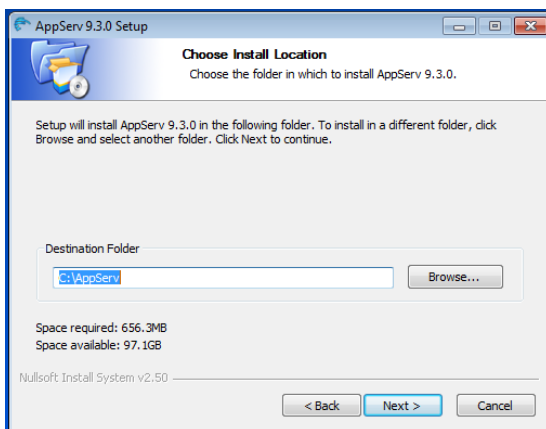 AppServ 9.3.0 Setup
Choose Install Location
Choose the folder in which to install AppServ 9.3.0.
Setup will install AppServ 9.3.0 in the following folder. To install in a different folder, click
Browse and select another folder. Click Next to continue.
Destination Folder
C:\AppServ
Browse...
Space required: 656.3MB
Space available: 97.1GB
Nullsoft Install System v2.50
< Back
Next >
Cancel